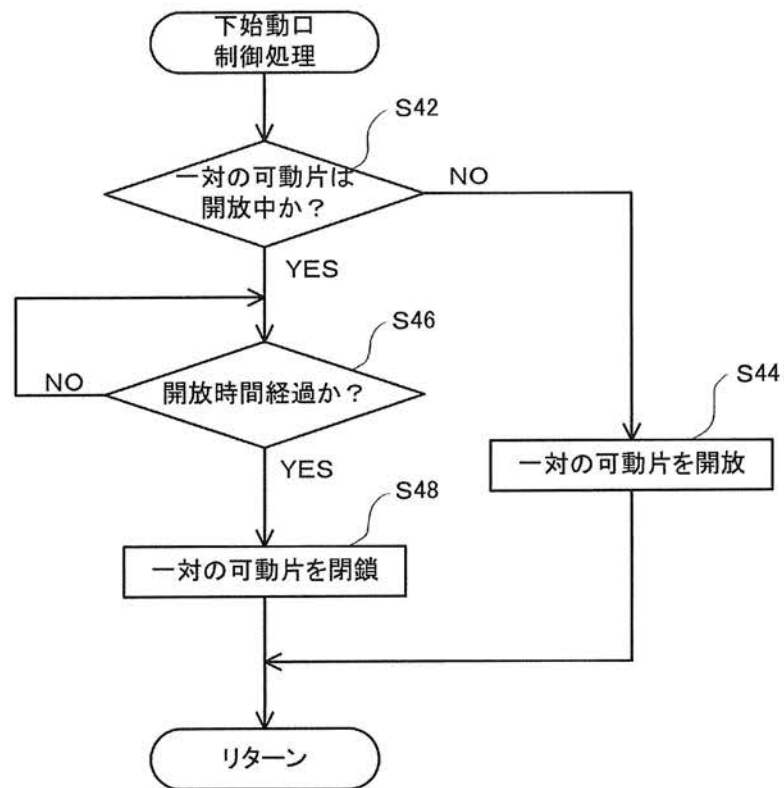 下始動口
制御処理
S42
一対の可動片は
開放中か？
NO
YES
S46
開放時間経過か？
NO
YES
S44
一対の可動片を開放
S48
一対の可動片を閉鎖
リターン